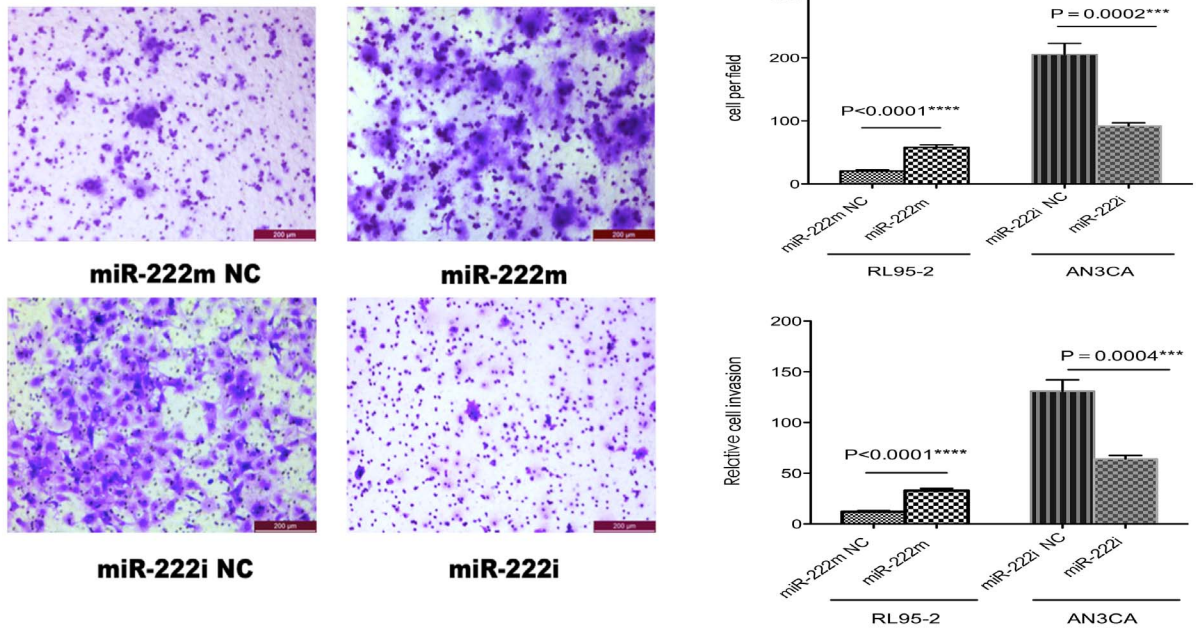 200 µm
200 µm
miR-222m NC
miR-222m
200 µm
200 µm
miR-222i NC
miR-222i
P = 0.0002***
200
P<0.0001****
100
0
cell per field
miR-222m NC
miR-222m
miR-222i NC
miR-222i
RL95-2
AN3CA
200
P = 0.0004***
150
100
P<0.0001****
50
0
Relative cell invasion
miR-222m NC
miR-222m
miR-222i NC
miR-222i
RL95-2
AN3CA